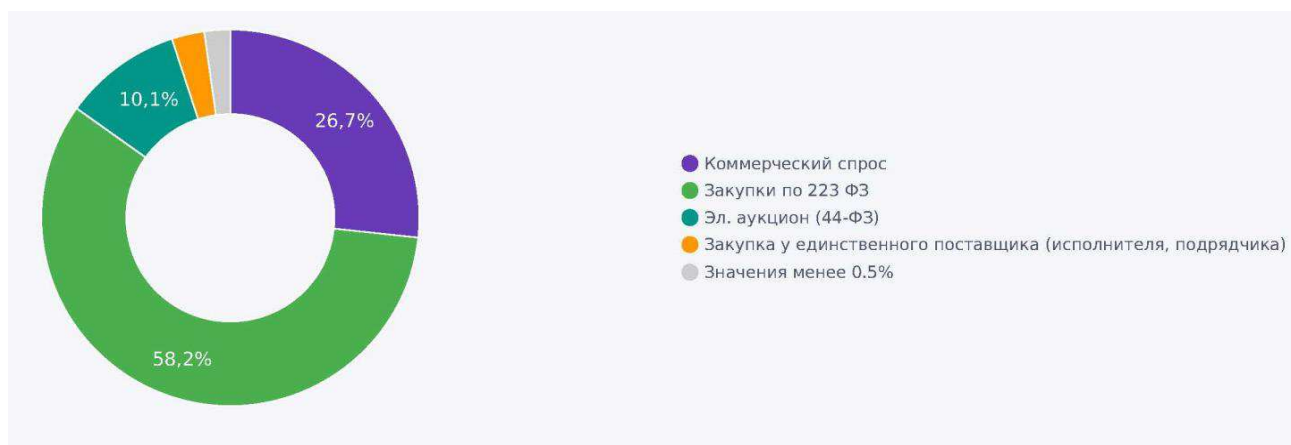 10,1%
26,7%
58,2%
Коммерческий спрос
Закупки по 223 ФЗ
Эл. аукцион (44-ФЗ)
Закупка у единственного поставщика (исполнителя, подрядчика)
Значения менее 0.5%